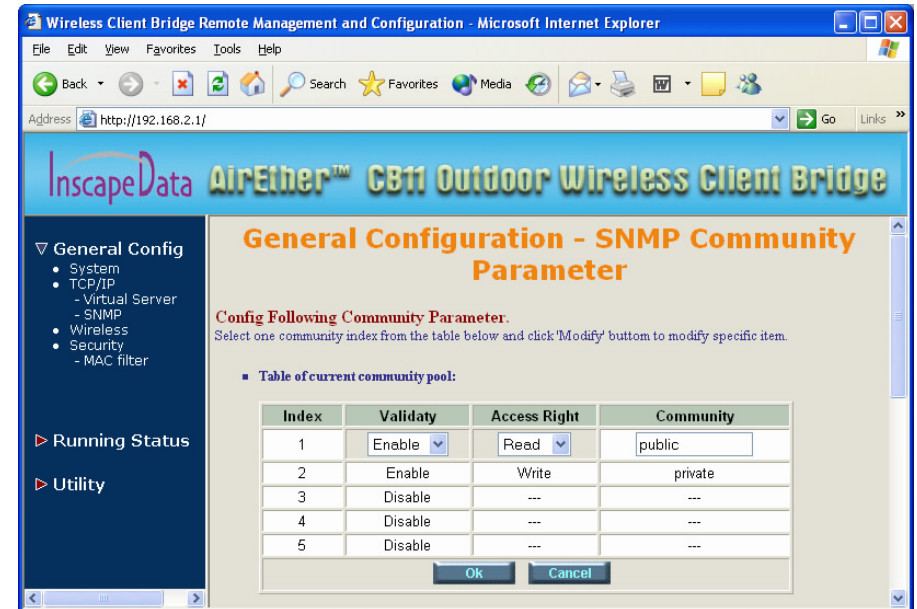 Wireless Client Bridge Remote Management and Configuration - Microsoft Internet Explorer
File Edit View Favorites Tools Help
Back Search Favorites Media
Address http://192.168.2.1/ Go Links »
InscapeData AirEther™ CB11 Outdoor Wireless Client Bridge
General Config
System
TCP/IP
- Virtual Server
- SNMP
Wireless
Security
- MAC filter
Running Status
Utility
General Configuration - SNMP Community
Parameter
Config Following Community Parameter.
Select one community index from the table below and click 'Modify' buttom to modify specific item.
Table of current community pool:
Index Validaty Access Right Community
1 Enable Read public
2 Enable Write private
3 Disable --- ---
4 Disable --- ---
5 Disable --- ---
Ok Cancel